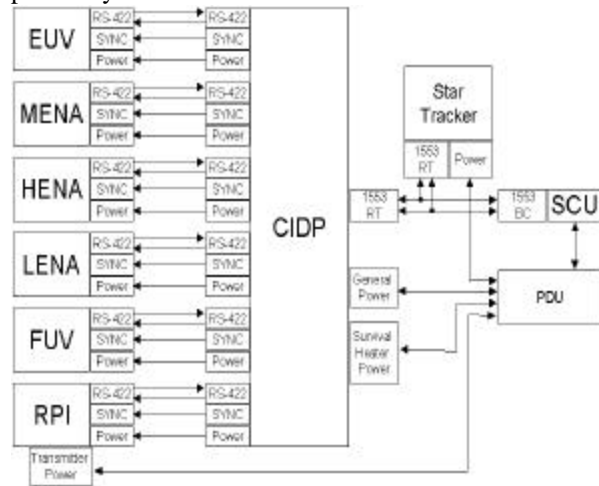 EUV
RS-422
SYNC
Power
RS-422
SYNC
Power
MENA
RS-422
SYNC
Power
RS-422
SYNC
Power
HENA
RS-422
SYNC
Power
RS-422
SYNC
Power
LENA
RS-422
SYNC
Power
RS-422
SYNC
Power
FUV
RS-422
SYNC
Power
RS-422
SYNC
Power
RPI
RS-422
SYNC
Power
RS-422
SYNC
Power
Transmitter
Power
CIDP
1553
RT
General
Power
Survival
Heater
Power
Star
Tracker
1553
RT
Power
1553
BC
SCU
PDU